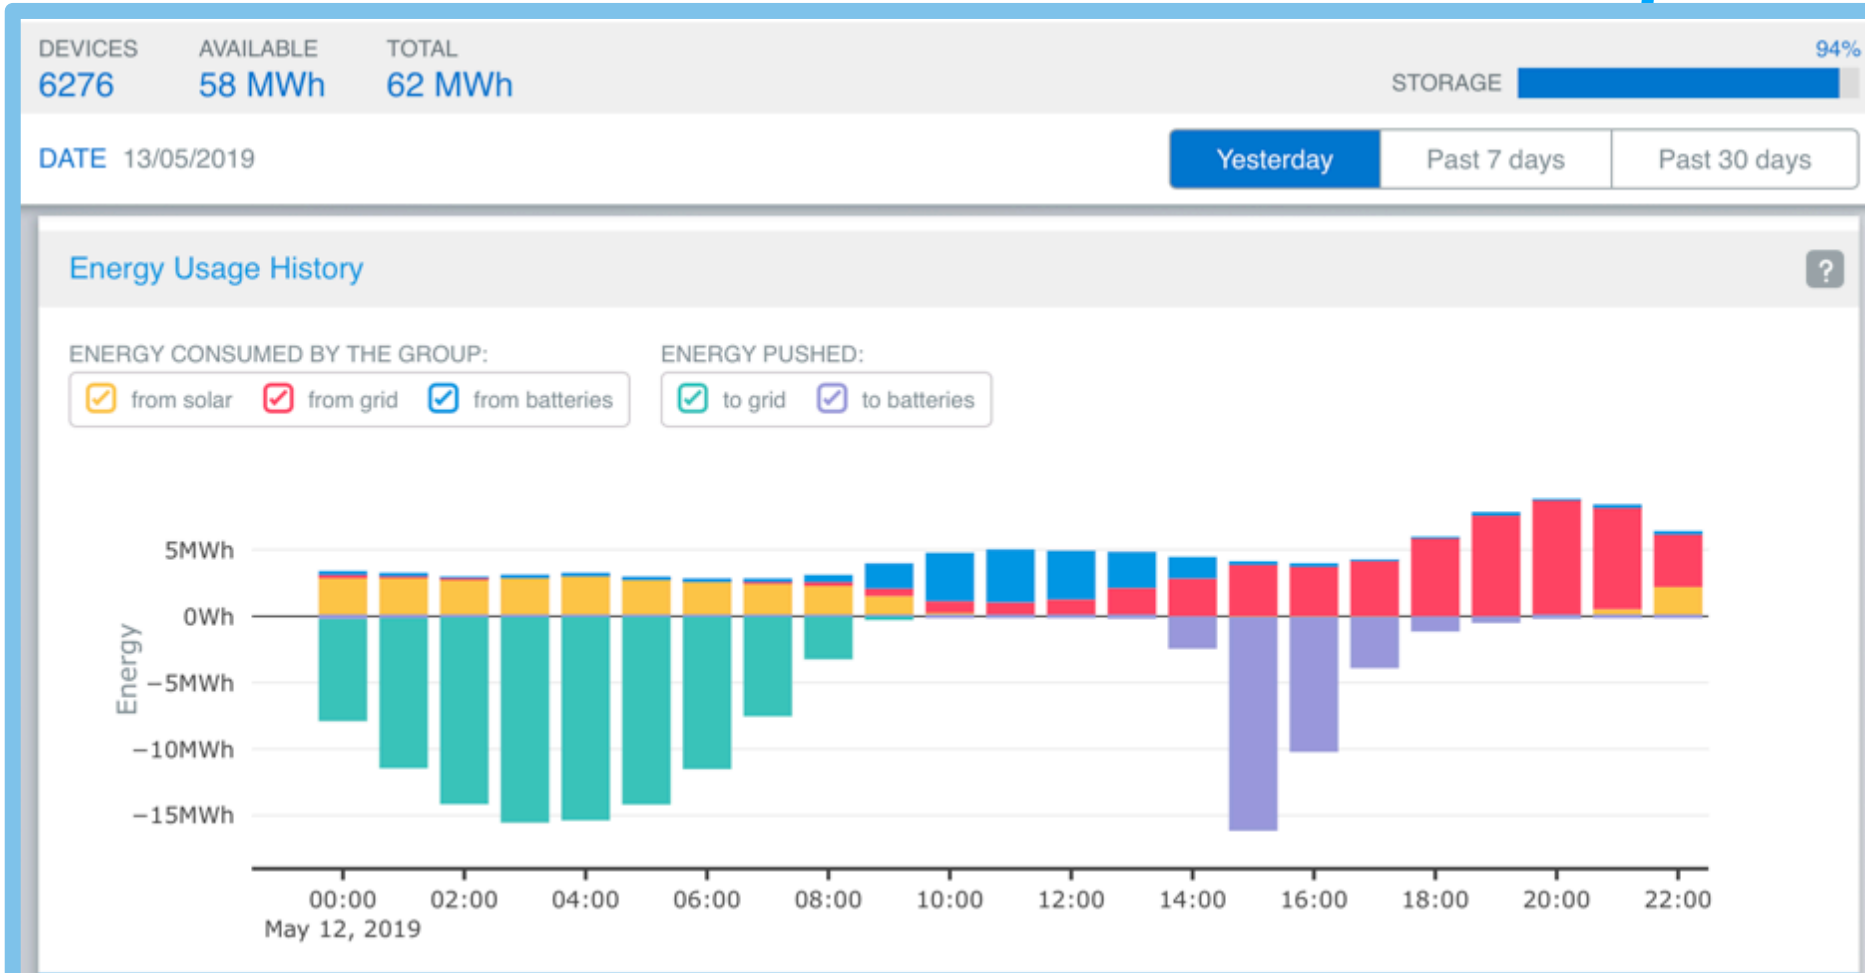 DEVICES AVAILABLE TOTAL 94%
6276 58 MWh 62 MWh STORAGE
DATE 13/05/2019 Yesterday Past 7 days Past 30 days
Energy Usage History ?
ENERGY CONSUMED BY THE GROUP: ENERGY PUSHED:
from solar from grid from batteries to grid to batteries
5MWh
0Wh
−5MWh
−10MWh
−15MWh
Energy
00:00 02:00 04:00 06:00 08:00 10:00 12:00 14:00 16:00 18:00 20:00 22:00
May 12, 2019